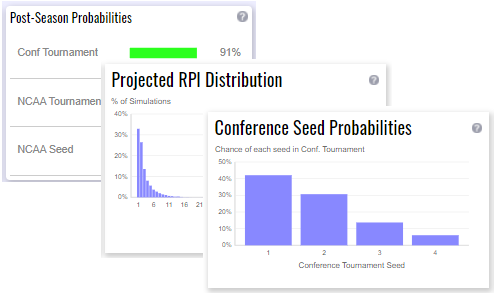 Post-Season Probabilities
?
Conf Tournament
91%
NCAA Tournamen
NCAA Seed
Projected RPI Distribution
?
% of Simulations
40%
30%
20%
10%
0%
1 6 11 16 21
Conference Seed Probabilities
?
Chance of each seed in Conf. Tournament
50%
40%
30%
20%
10%
0%
1 2 3 4
Conference Tournament Seed